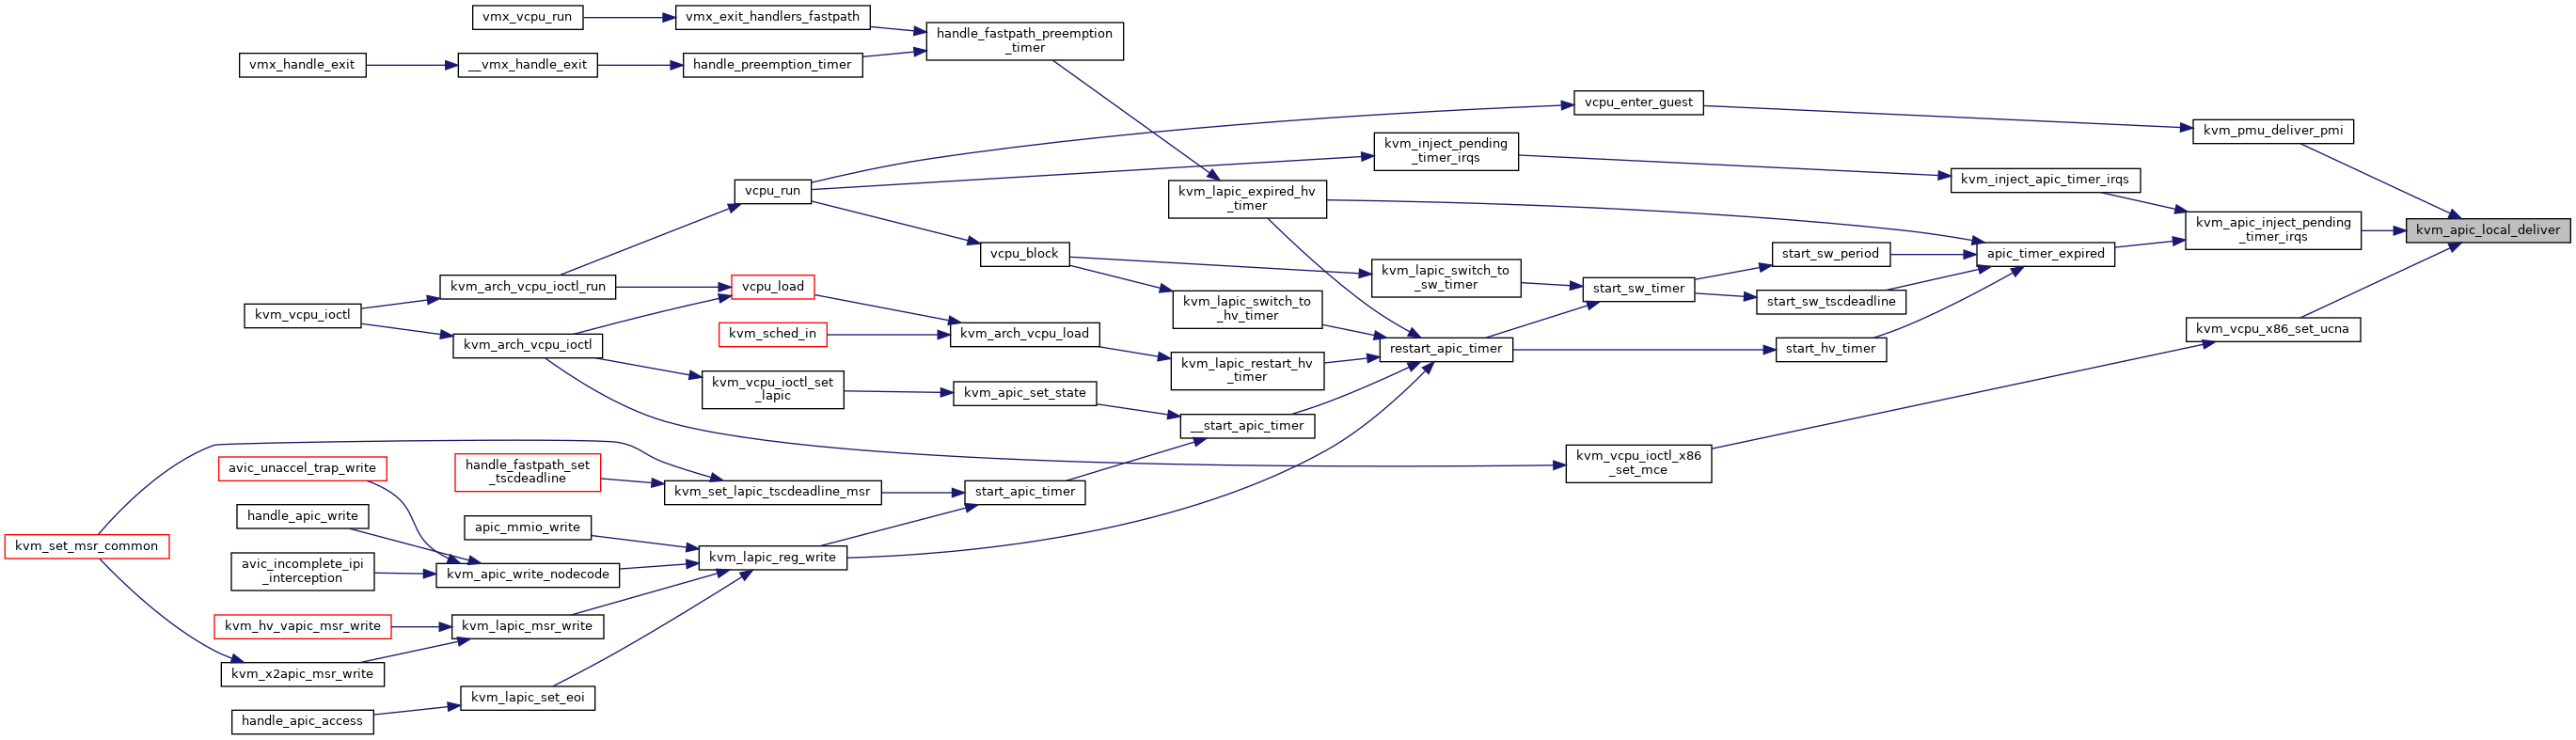 vmx_vcpu_run
vmx_exit_handlers_fastpath
handle_fastpath_preemption
_timer
vmx_handle_exit
__vmx_handle_exit
handle_preemption_timer
vcpu_enter_guest
kvm_pmu_deliver_pmi
kvm_inject_pending
_timer_irqs
kvm_inject_apic_timer_irqs
vcpu_run
kvm_lapic_expired_hv
_timer
kvm_apic_inject_pending
_timer_irqs
kvm_apic_local_deliver
vcpu_block
start_sw_period
apic_timer_expired
kvm_lapic_switch_to
_sw_timer
kvm_arch_vcpu_ioctl_run
vcpu_load
start_sw_timer
start_sw_tscdeadline
kvm_lapic_switch_to
_hv_timer
kvm_vcpu_ioctl
kvm_sched_in
kvm_arch_vcpu_load
kvm_vcpu_x86_set_ucna
kvm_arch_vcpu_ioctl
restart_apic_timer
start_hv_timer
kvm_lapic_restart_hv
_timer
kvm_vcpu_ioctl_set
_lapic
kvm_apic_set_state
__start_apic_timer
avic_unaccel_trap_write
handle_fastpath_set
_tscdeadline
kvm_vcpu_ioctl_x86
_set_mce
kvm_set_lapic_tscdeadline_msr
start_apic_timer
handle_apic_write
apic_mmio_write
kvm_set_msr_common
kvm_lapic_reg_write
avic_incomplete_ipi
_interception
kvm_apic_write_nodecode
kvm_hv_vapic_msr_write
kvm_lapic_msr_write
kvm_x2apic_msr_write
kvm_lapic_set_eoi
handle_apic_access